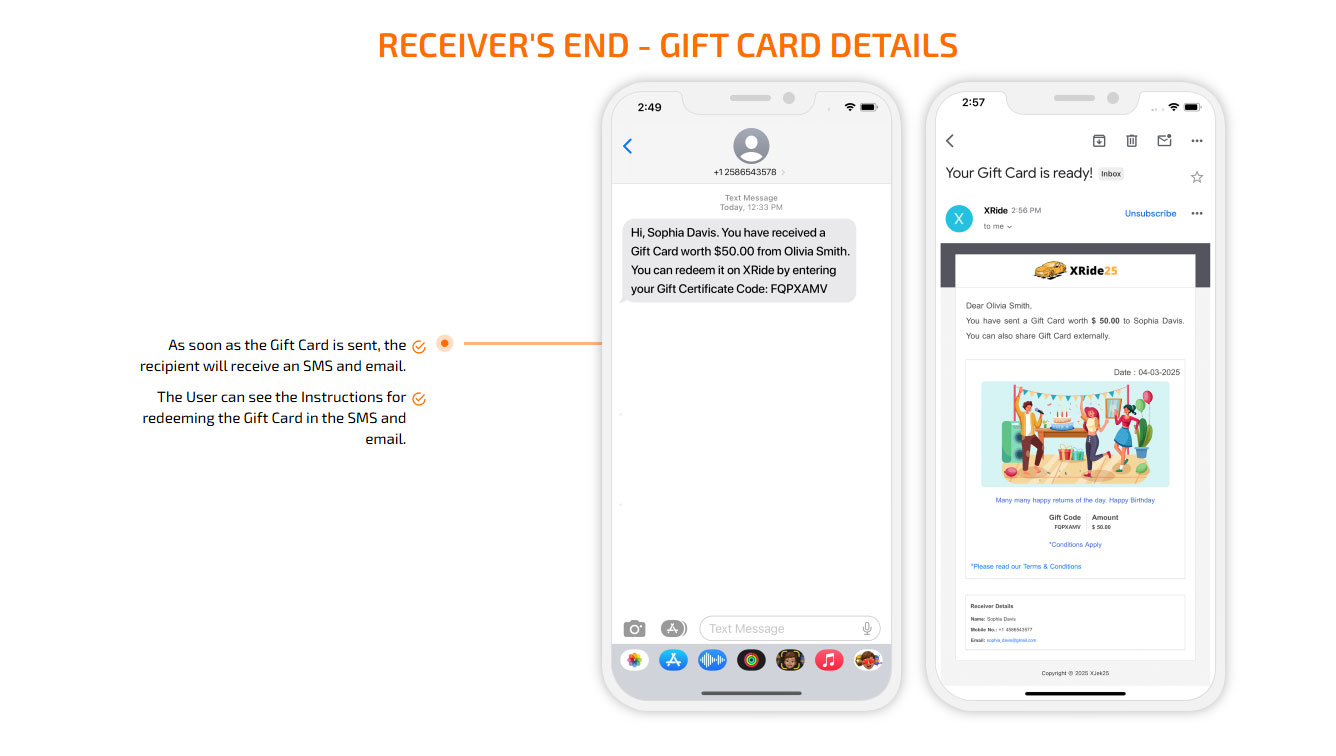 RECEIVER'S END - GIFT CARD DETAILS
As soon as the Gift Card is sent, the
recipient will receive an SMS and email.
The User can see the Instructions for
redeeming the Gift Card in the SMS and
email.
2:49
+1 2586543578
Text Message
Today, 12:33 PM
Hi, Sophia Davis. You have received a
Gift Card worth $50.00 from Olivia Smith.
You can redeem it on XRide by entering
your Gift Certificate Code: FQPXAMV
Text Message
2:57
Your Gift Card is ready! Inbox
X
XRide 2:56 PM
Unsubscribe
to me
XRide25
Dear Olivia Smith,
You have sent a Gift Card worth $ 50.00 to Sophia Davis.
You can also share Gift Card externally.
Date : 04-03-2025
Many many happy returns of the day. Happy Birthday
Gift Code Amount
FQPXAMV $ 50.00
*Conditions Apply
*Please read our Terms & Conditions
Receiver Details
Name: Sophia Davis
Mobile No.: +1 4586543577
Email: sophia_davis@gmail.com
Copyright © 2025 XJek25